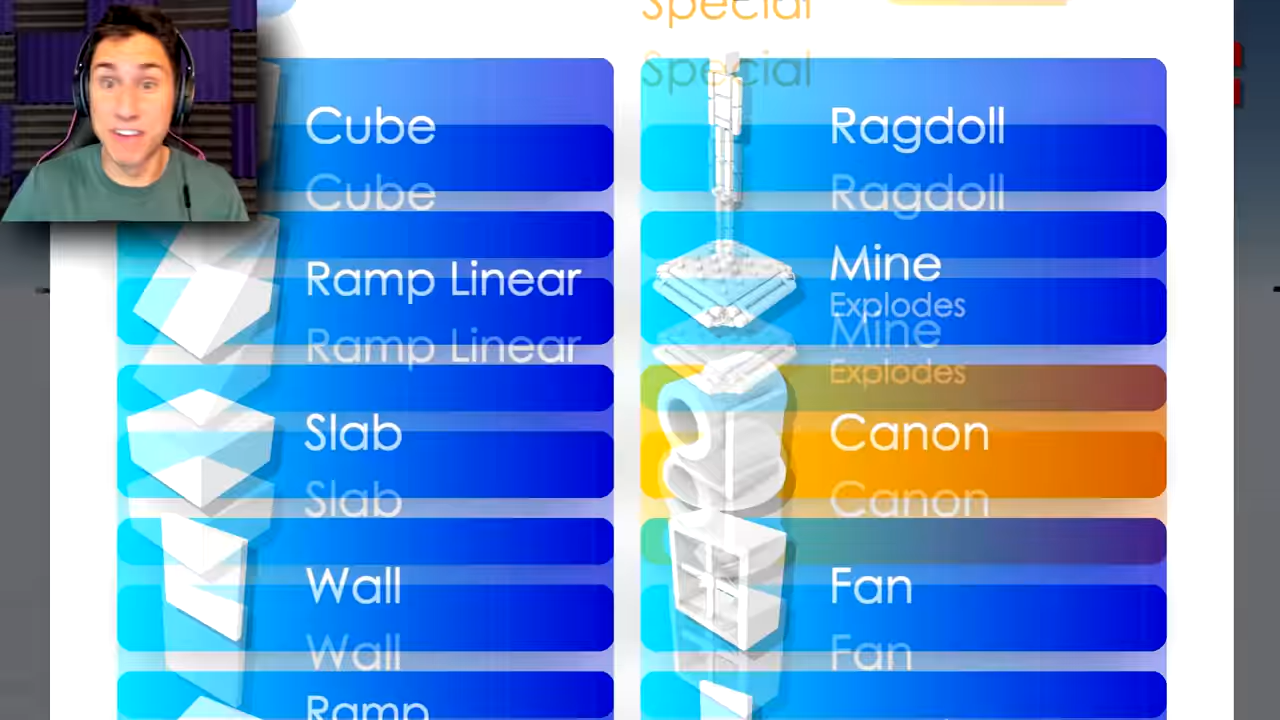 Special
Special
Cube
Cube
Ramp Linear
Ramp Linear
Slab
Slab
Wall
Wall
Ramp
Ragdoll
Ragdoll
Mine
Explodes
Mine
Explodes
Canon
Canon
Fan
Fan